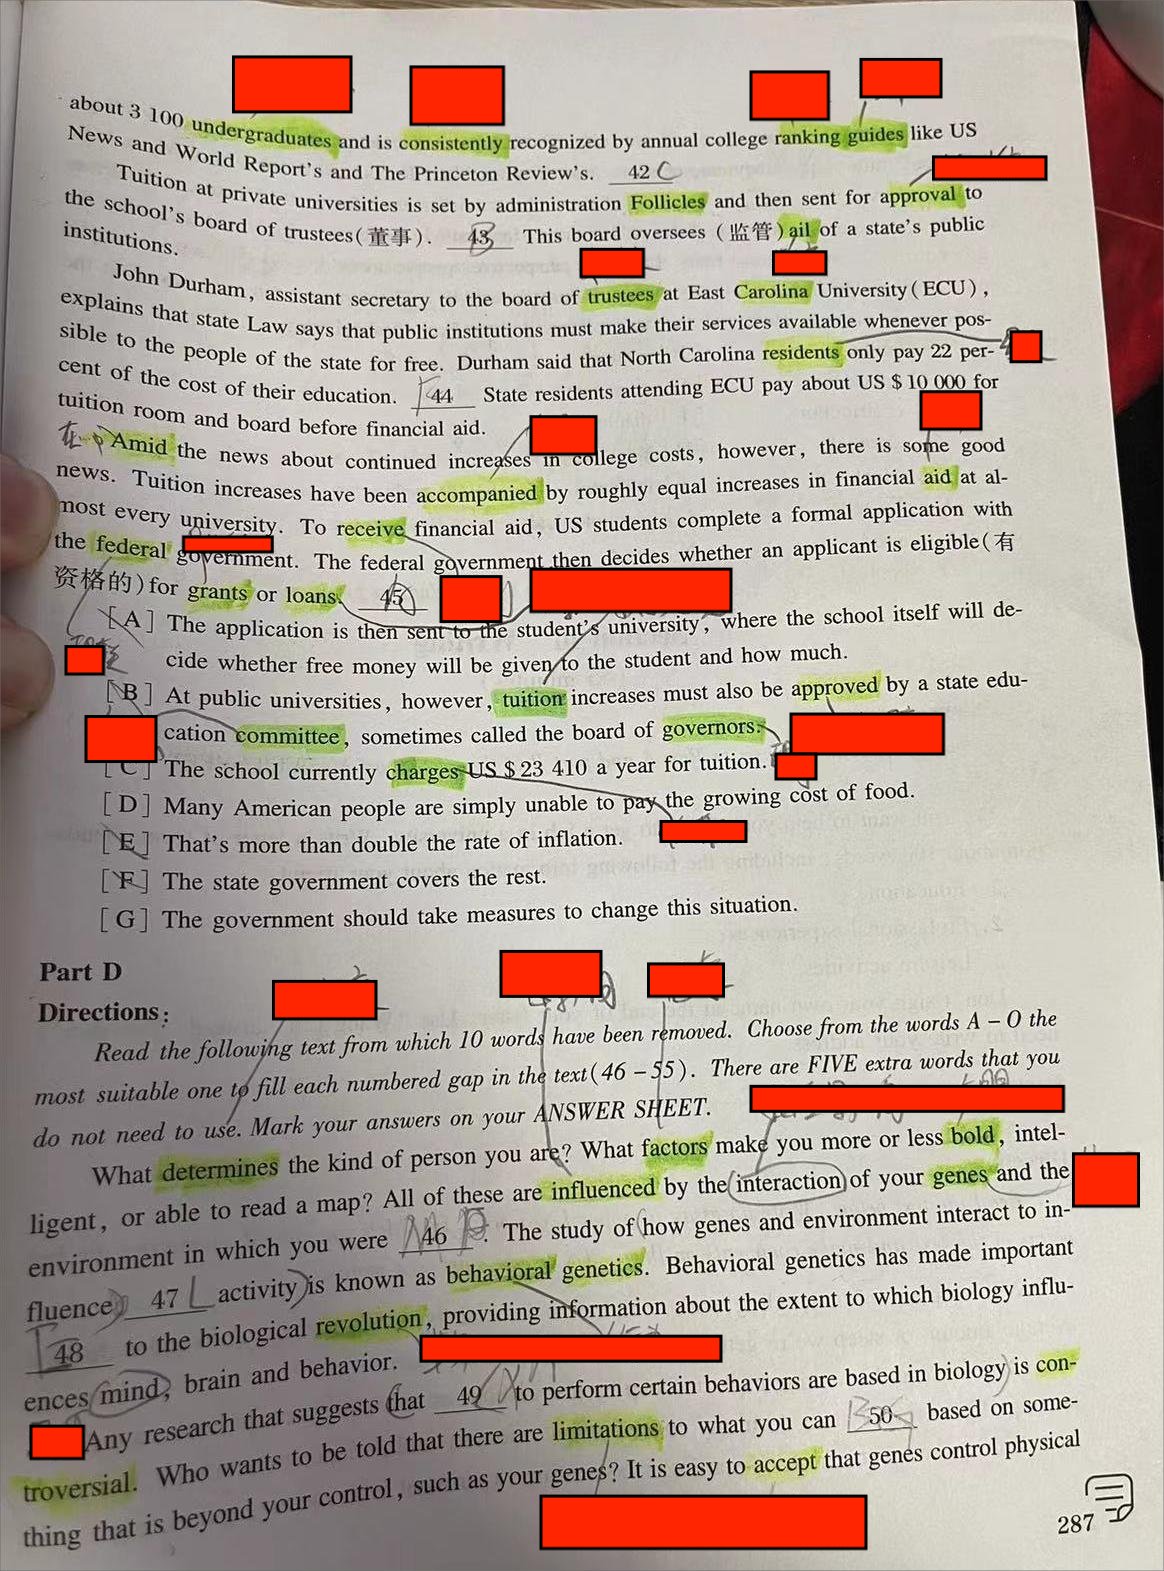 about 3 100 undergraduates and is consistently recognized by annual college ranking guides like US
News and World Report's and The Princeton Review's. 42 C
Tuition at private universities is set by administration Follicles and then sent for approval to
the school's board of trustees(董事). 43 B This board oversees (监管) ail of a state's public
institutions.
John Durham, assistant secretary to the board of trustees at East Carolina University(ECU),
explains that state Law says that public institutions must make their services available whenever pos-
sible to the people of the state for free. Durham said that North Carolina residents only pay 22 per-
cent of the cost of their education. F 44 State residents attending ECU pay about US $ 10 000 for
tuition room and board before financial aid.
在 Amid the news about continued increases in college costs, however, there is some good
news. Tuition increases have been accompanied by roughly equal increases in financial aid at al-
most every university. To receive financial aid, US students complete a formal application with
the federal government. The federal government then decides whether an applicant is eligible(有
资格的)for grants or loans. 45
[A] The application is then sent to the student's university, where the school itself will de-
cide whether free money will be given to the student and how much.
[B] At public universities, however, tuition increases must also be approved by a state edu-
cation committee, sometimes called the board of governors.
[C] The school currently charges US $ 23 410 a year for tuition.
[D] Many American people are simply unable to pay the growing cost of food.
[E] That's more than double the rate of inflation.
[F] The state government covers the rest.
[G] The government should take measures to change this situation.
Part D
Directions:
Read the following text from which 10 words have been removed. Choose from the words A – O the
most suitable one to fill each numbered gap in the text(46 – 55). There are FIVE extra words that you
do not need to use. Mark your answers on your ANSWER SHEET.
What determines the kind of person you are? What factors make you more or less bold, intel-
ligent, or able to read a map? All of these are influenced by the interaction of your genes and the
environment in which you were 46. The study of how genes and environment interact to in-
fluence 47 L activity is known as behavioral genetics. Behavioral genetics has made important
48 to the biological revolution, providing information about the extent to which biology influ-
ences mind, brain and behavior.
Any research that suggests that 49 to perform certain behaviors are based in biology is con-
troversial. Who wants to be told that there are limitations to what you can 50 based on some-
thing that is beyond your control, such as your genes? It is easy to accept that genes control physical
287